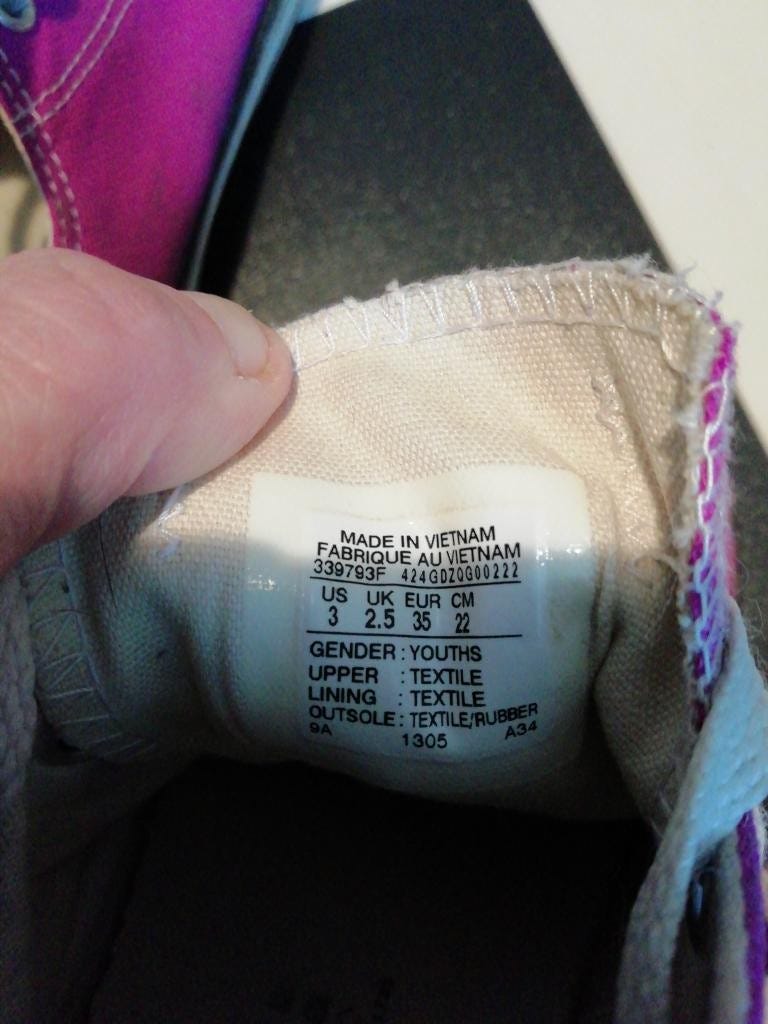 MADE IN VIETNAM
FABRIQUE AU VIETNAM
339793F 424GDZQG00222
US UK EUR CM
3 2.5 35 22
GENDER : YOUTHS
UPPER : TEXTILE
LINING : TEXTILE
OUTSOLE : TEXTILE/RUBBER
9A 1305 A34